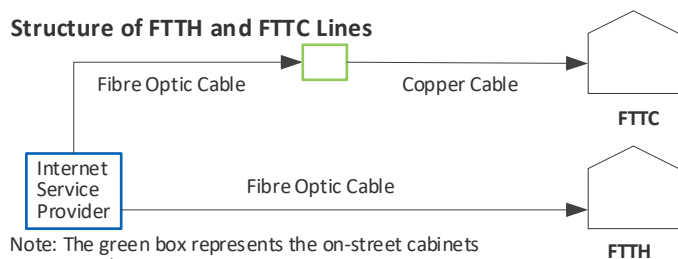 Structure of FTTH and FTTC Lines
Fibre Optic Cable
Copper Cable
FTTC
Internet
Service
Provider
Fibre Optic Cable
FTTH
Note: The green box represents the on-street cabinets